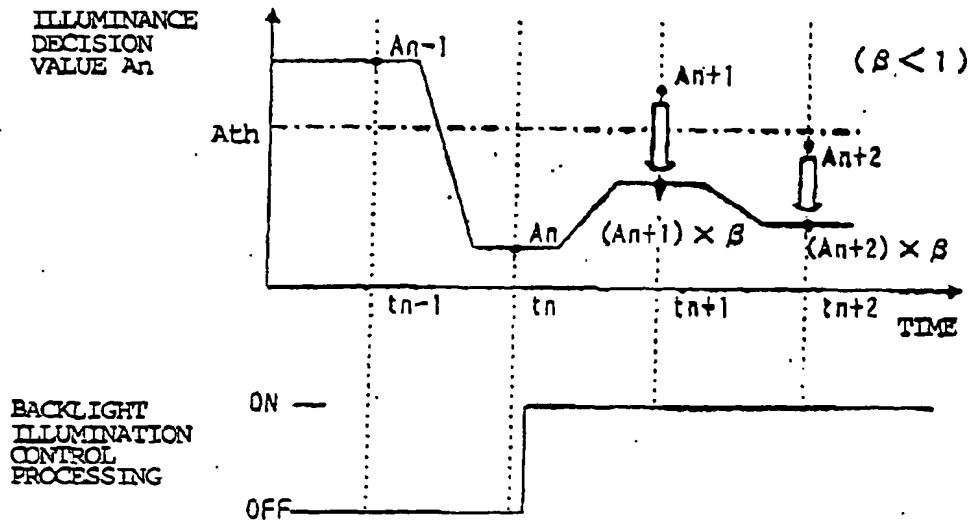 ILLUMINANCE
DECISION
VALUE An
An-1
(β<1)
An+1
Ath
An+2
An
(An+1) × β
(An+2) × β
tn-1
tn
tn+1
tn+2
TIME
BACKLIGHT
ILLUMINATION
CONTROL
PROCESSING
ON
OFF